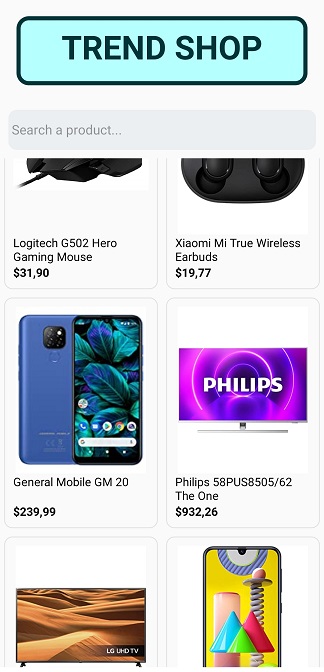 TREND SHOP
Search a product...
Logitech G502 Hero
Gaming Mouse
$31,90
Xiaomi Mi True Wireless
Earbuds
$19,77
PHILIPS
General Mobile GM 20
$239,99
Philips 58PUS8505/62
The One
$932,26
LG UHD TV